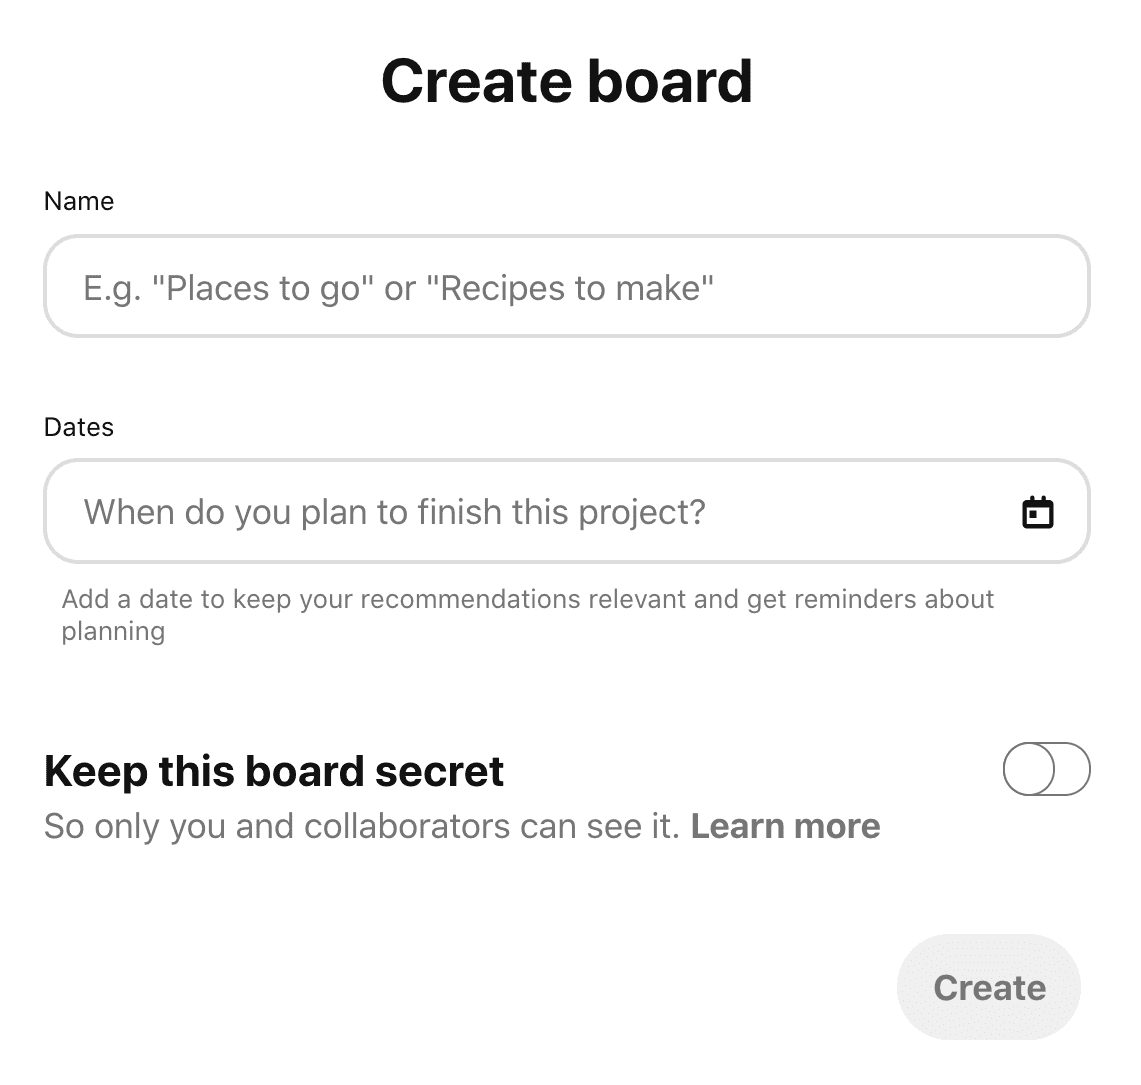 Create board
Name
E.g. "Places to go" or "Recipes to make"
Dates
When do you plan to finish this project?
Add a date to keep your recommendations relevant and get reminders about
planning
Keep this board secret
So only you and collaborators can see it. Learn more
Create